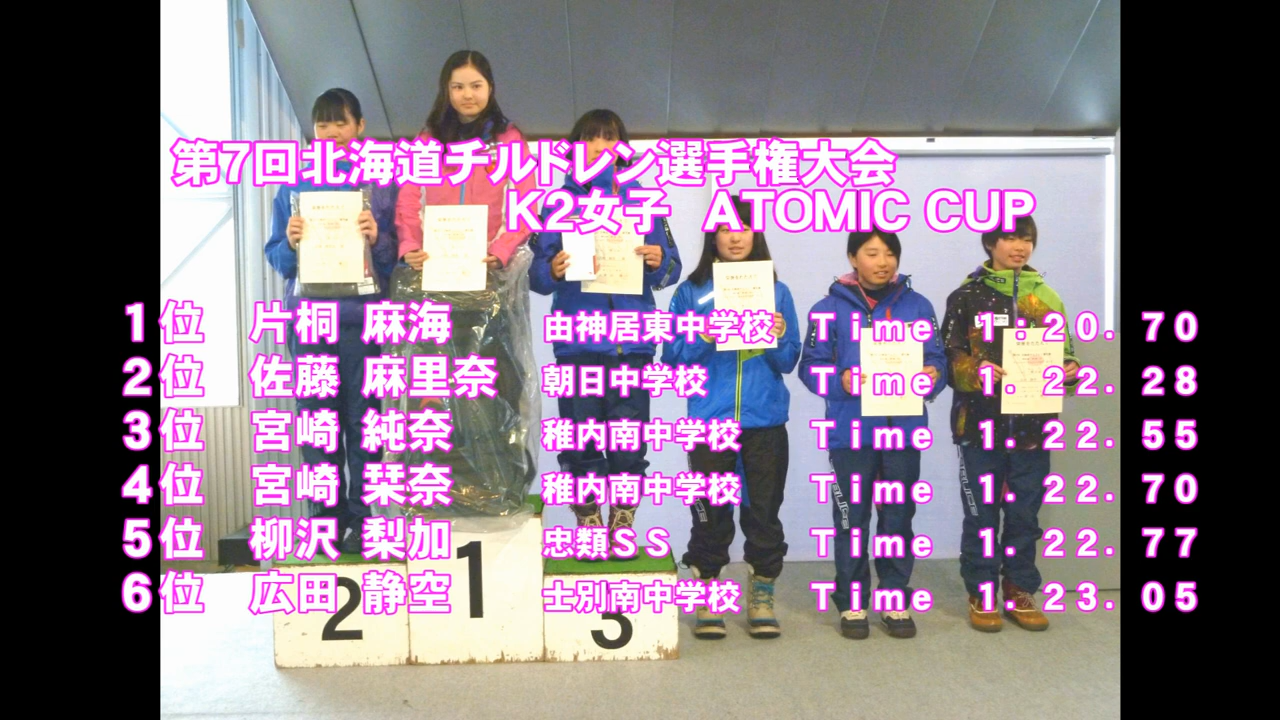 第7回北海道チルドレン選手権大会
K2女子 ATOMIC CUP
1位 片桐 麻海 由神居東中学校 Time 1:20.70
2位 佐藤 麻里奈 朝日中学校 Time 1.22.28
3位 宮崎 純奈 稚内南中学校 Time 1.22.55
4位 宮崎 栞奈 稚内南中学校 Time 1.22.70
5位 柳沢 梨加 忠類SS Time 1.22.77
6位 広田 静空 士別南中学校 Time 1.23.05
2 1 3